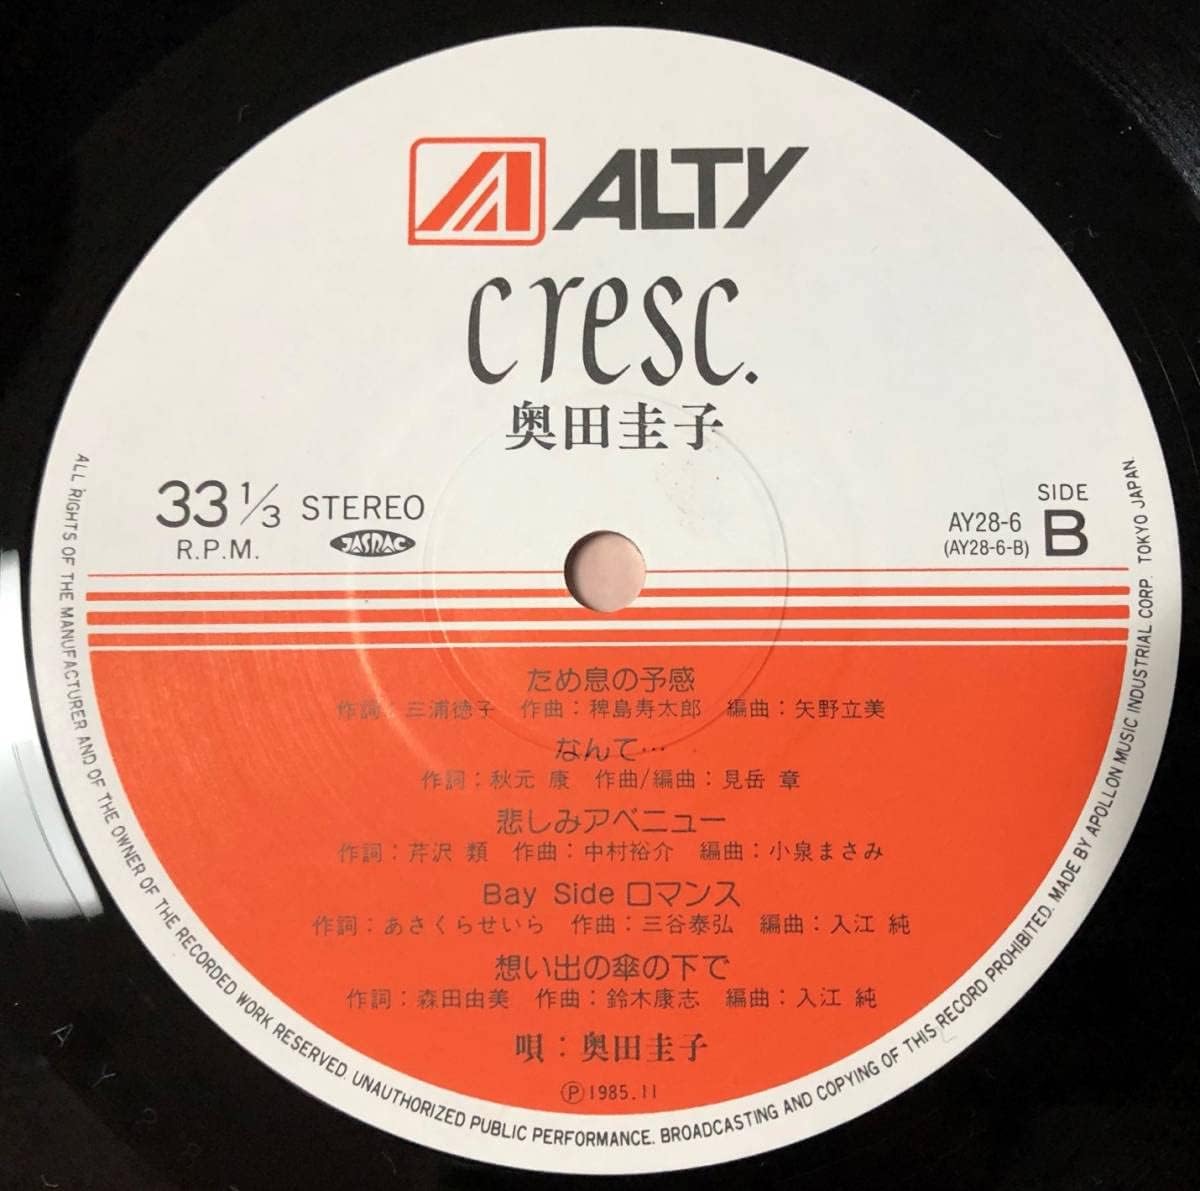 ALTY
cresc.
奥田圭子
33 1/3 STEREO
R.P.M.
JASRAC
SIDE
B
AY28-6
(AY28-6-B)
ため息の予感
作詞:三浦徳子 作曲:稗島寿太郎 編曲:矢野立美
なんて…
作詞:秋元 康 作曲/編曲:見岳 章
悲しみアベニュー
作詞:芹沢 類 作曲:中村裕介 編曲:小泉まさみ
Bay Side ロマンス
作詞:あさくらせいら 作曲:三谷泰弘 編曲:入江 純
想い出の傘の下で
作詞:森田由美 作曲:鈴木康志 編曲:入江 純
唄:奥田圭子
Ⓟ1985.11
ALL RIGHTS OF THE MANUFACTURER AND OF THE OWNER OF THE RECORDED WORK RESERVED. UNAUTHORIZED PUBLIC PERFORMANCE. BROADCASTING AND COPYING OF THIS RECORD PROHIBITED. MADE BY APOLLON MUSIC INDUSTRIAL CORP. TOKYO JAPAN.